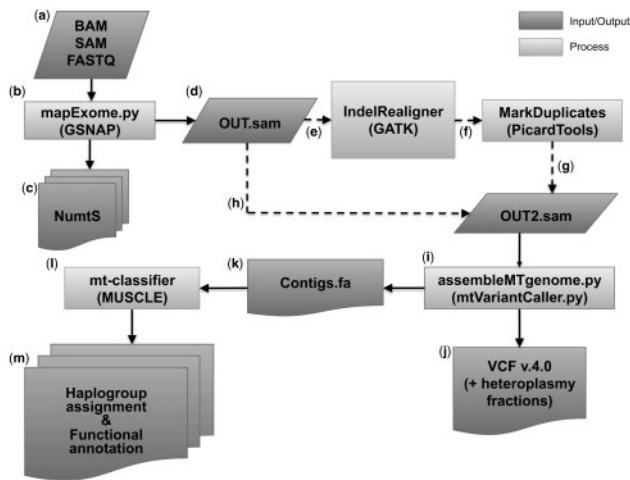 (a)
BAM
SAM
FASTQ
Input/Output
Process
(b)
mapExome.py
(GSNAP)
(d)
OUT.sam
(e)
IndelRealigner
(GATK)
(f)
MarkDuplicates
(PicardTools)
(c)
NumtS
(h)
(g)
OUT2.sam
(l)
mt-classifier
(MUSCLE)
(k)
Contigs.fa
(i)
assembleMTgenome.py
(mtVariantCaller.py)
(m)
Haplogroup
assignment
&
Functional
annotation
(j)
VCF v.4.0
(+ heteroplasmy
fractions)